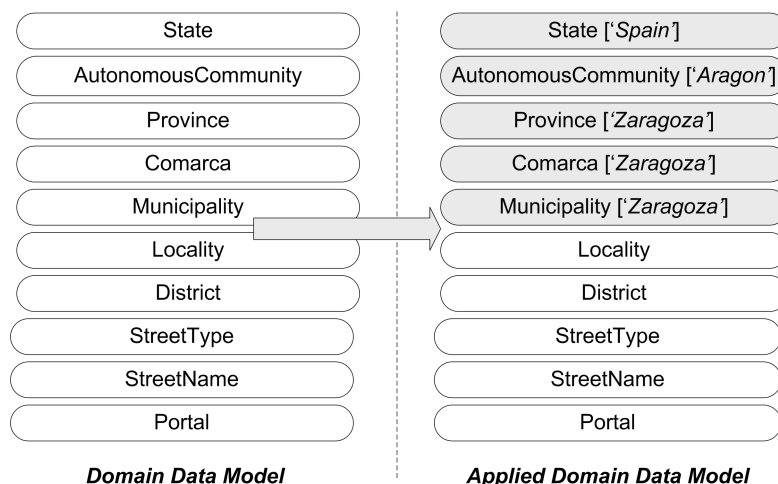 State
AutonomousCommunity
Province
Comarca
Municipality
Locality
District
StreetType
StreetName
Portal
Domain Data Model
State ['Spain']
AutonomousCommunity ['Aragon']
Province ['Zaragoza']
Comarca ['Zaragoza']
Municipality ['Zaragoza']
Locality
District
StreetType
StreetName
Portal
Applied Domain Data Model